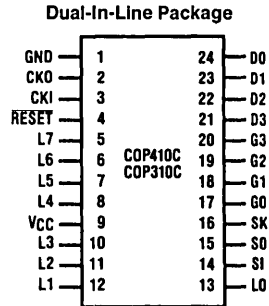 Dual-In-Line Package
GND 1 24 D0
CKO 2 23 D1
CKI 3 22 D2
RESET 4 21 D3
L7 5 20 G3
L6 6 COP410C 19 G2
COP310C
L5 7 18 G1
L4 8 17 G0
VCC 9 16 SK
L3 10 15 SO
L2 11 14 SI
L1 12 13 L0